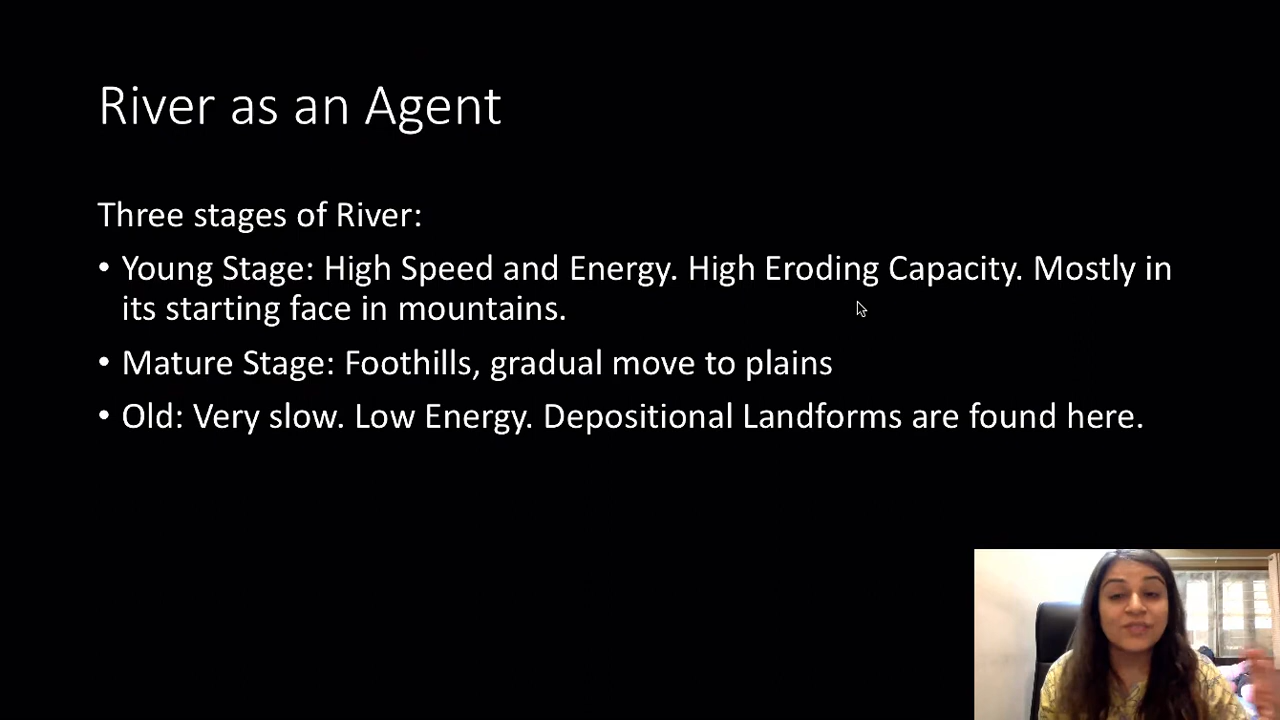 River as an Agent
Three stages of River:
• Young Stage: High Speed and Energy. High Eroding Capacity. Mostly in
its starting face in mountains.
• Mature Stage: Foothills, gradual move to plains
• Old: Very slow. Low Energy. Depositional Landforms are found here.